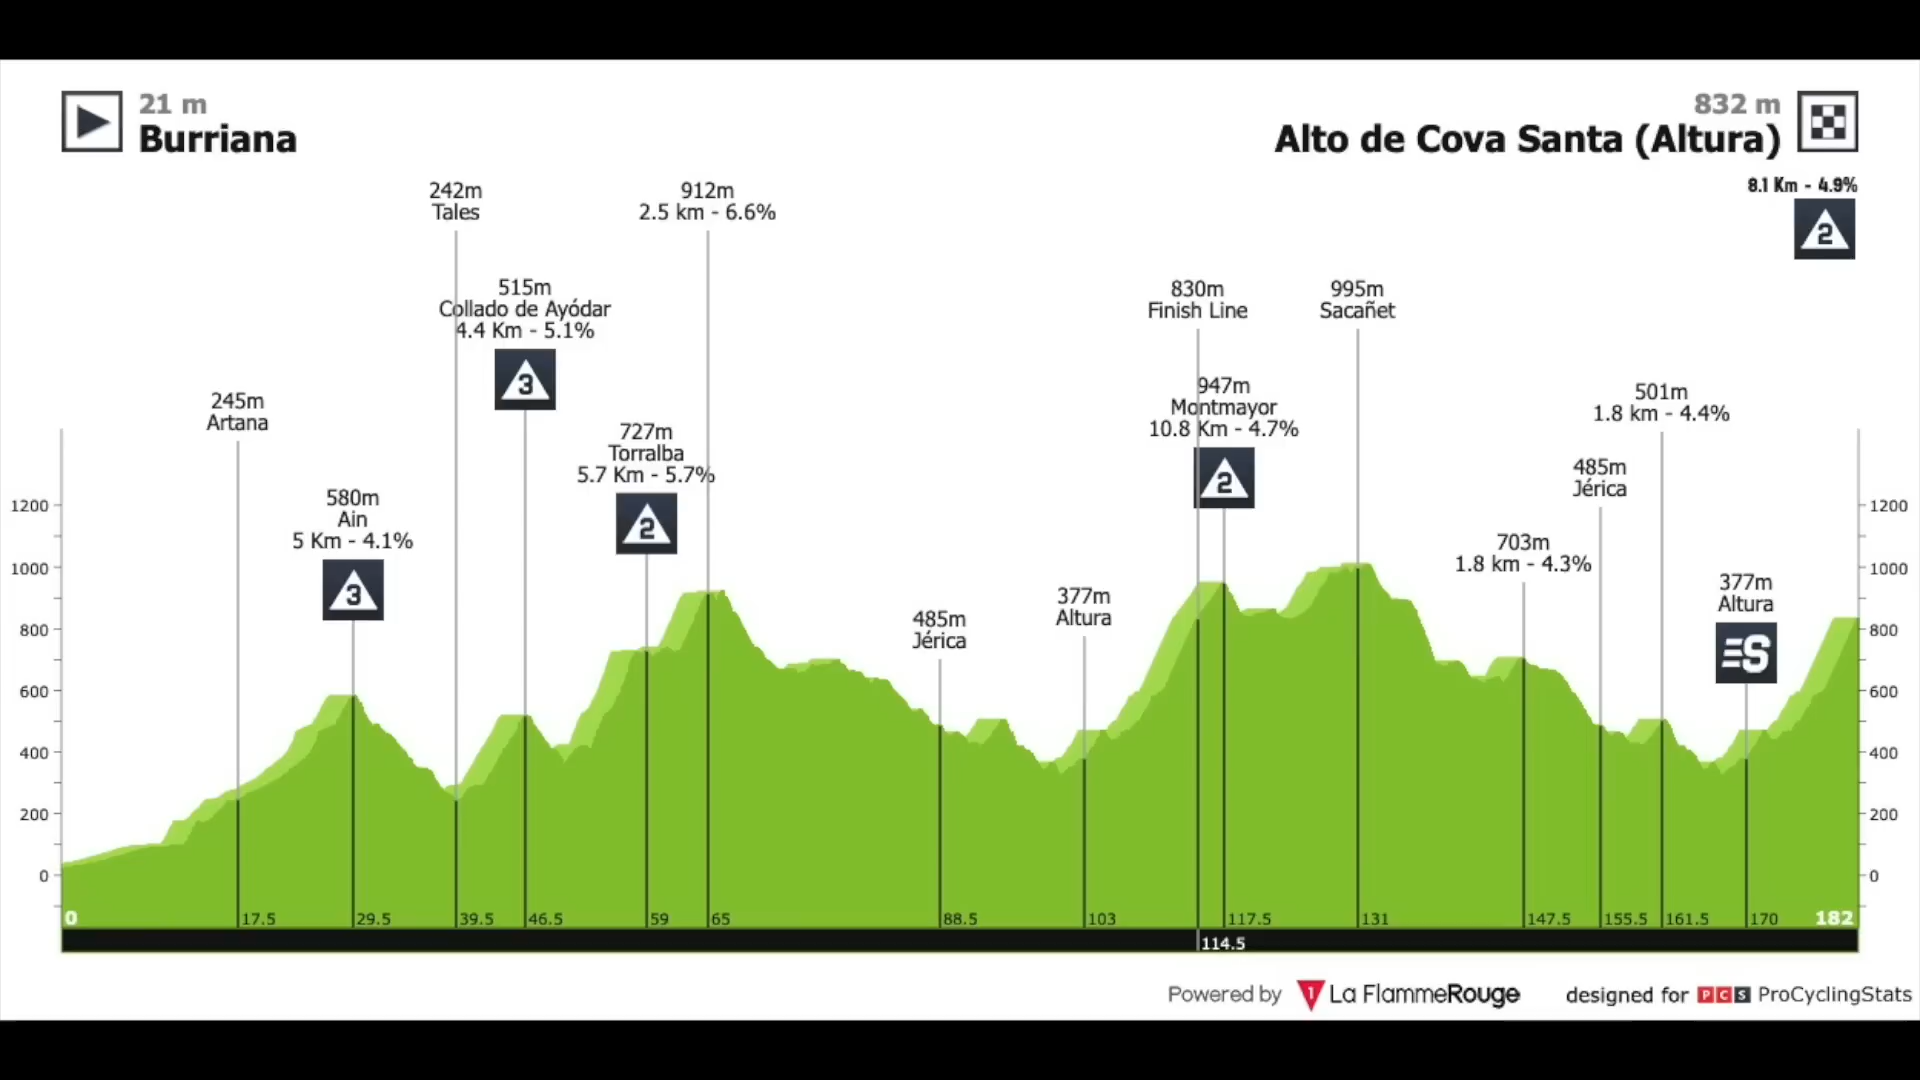 21 m
Burriana
832 m
Alto de Cova Santa (Altura)
8.1 Km - 4.9%
2
242m
Tales
912m
2.5 km - 6.6%
515m
Collado de Ayódar
4.4 Km - 5.1%
3
830m
Finish Line
995m
Sacañet
245m
Artana
727m
Torralba
5.7 Km - 5.7%
2
947m
Montmayor
10.8 Km - 4.7%
2
501m
1.8 km - 4.4%
485m
Jérica
580m
Ain
5 Km - 4.1%
3
703m
1.8 km - 4.3%
377m
Altura
S
485m
Jérica
377m
Altura
1200
1000
800
600
400
200
0
1200
1000
800
600
400
200
0
0 17.5 29.5 39.5 46.5 59 65 88.5 103 117.5 131 147.5 155.5 161.5 170 182
114.5
Powered by 1 La FlammeRouge designed for PCS ProCyclingStats